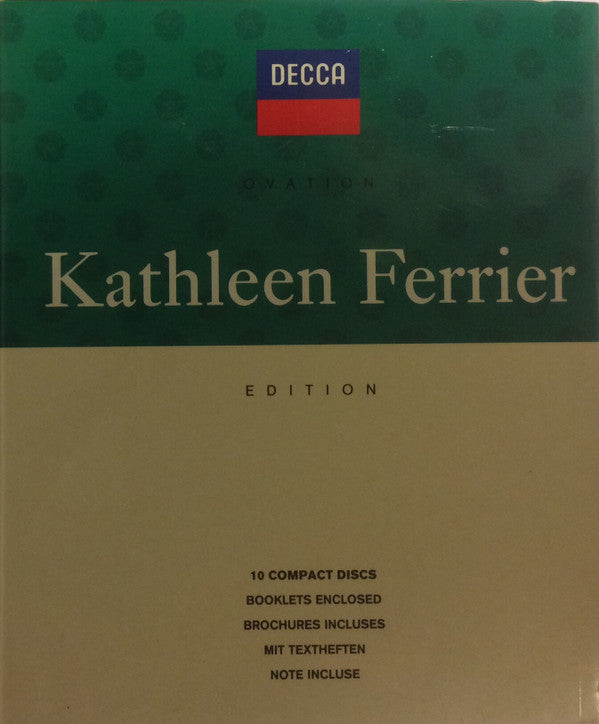 DECCA
OVATION
Kathleen Ferrier
EDITION
10 COMPACT DISCS
BOOKLETS ENCLOSED
BROCHURES INCLUSES
MIT TEXTHEFTEN
NOTE INCLUSE